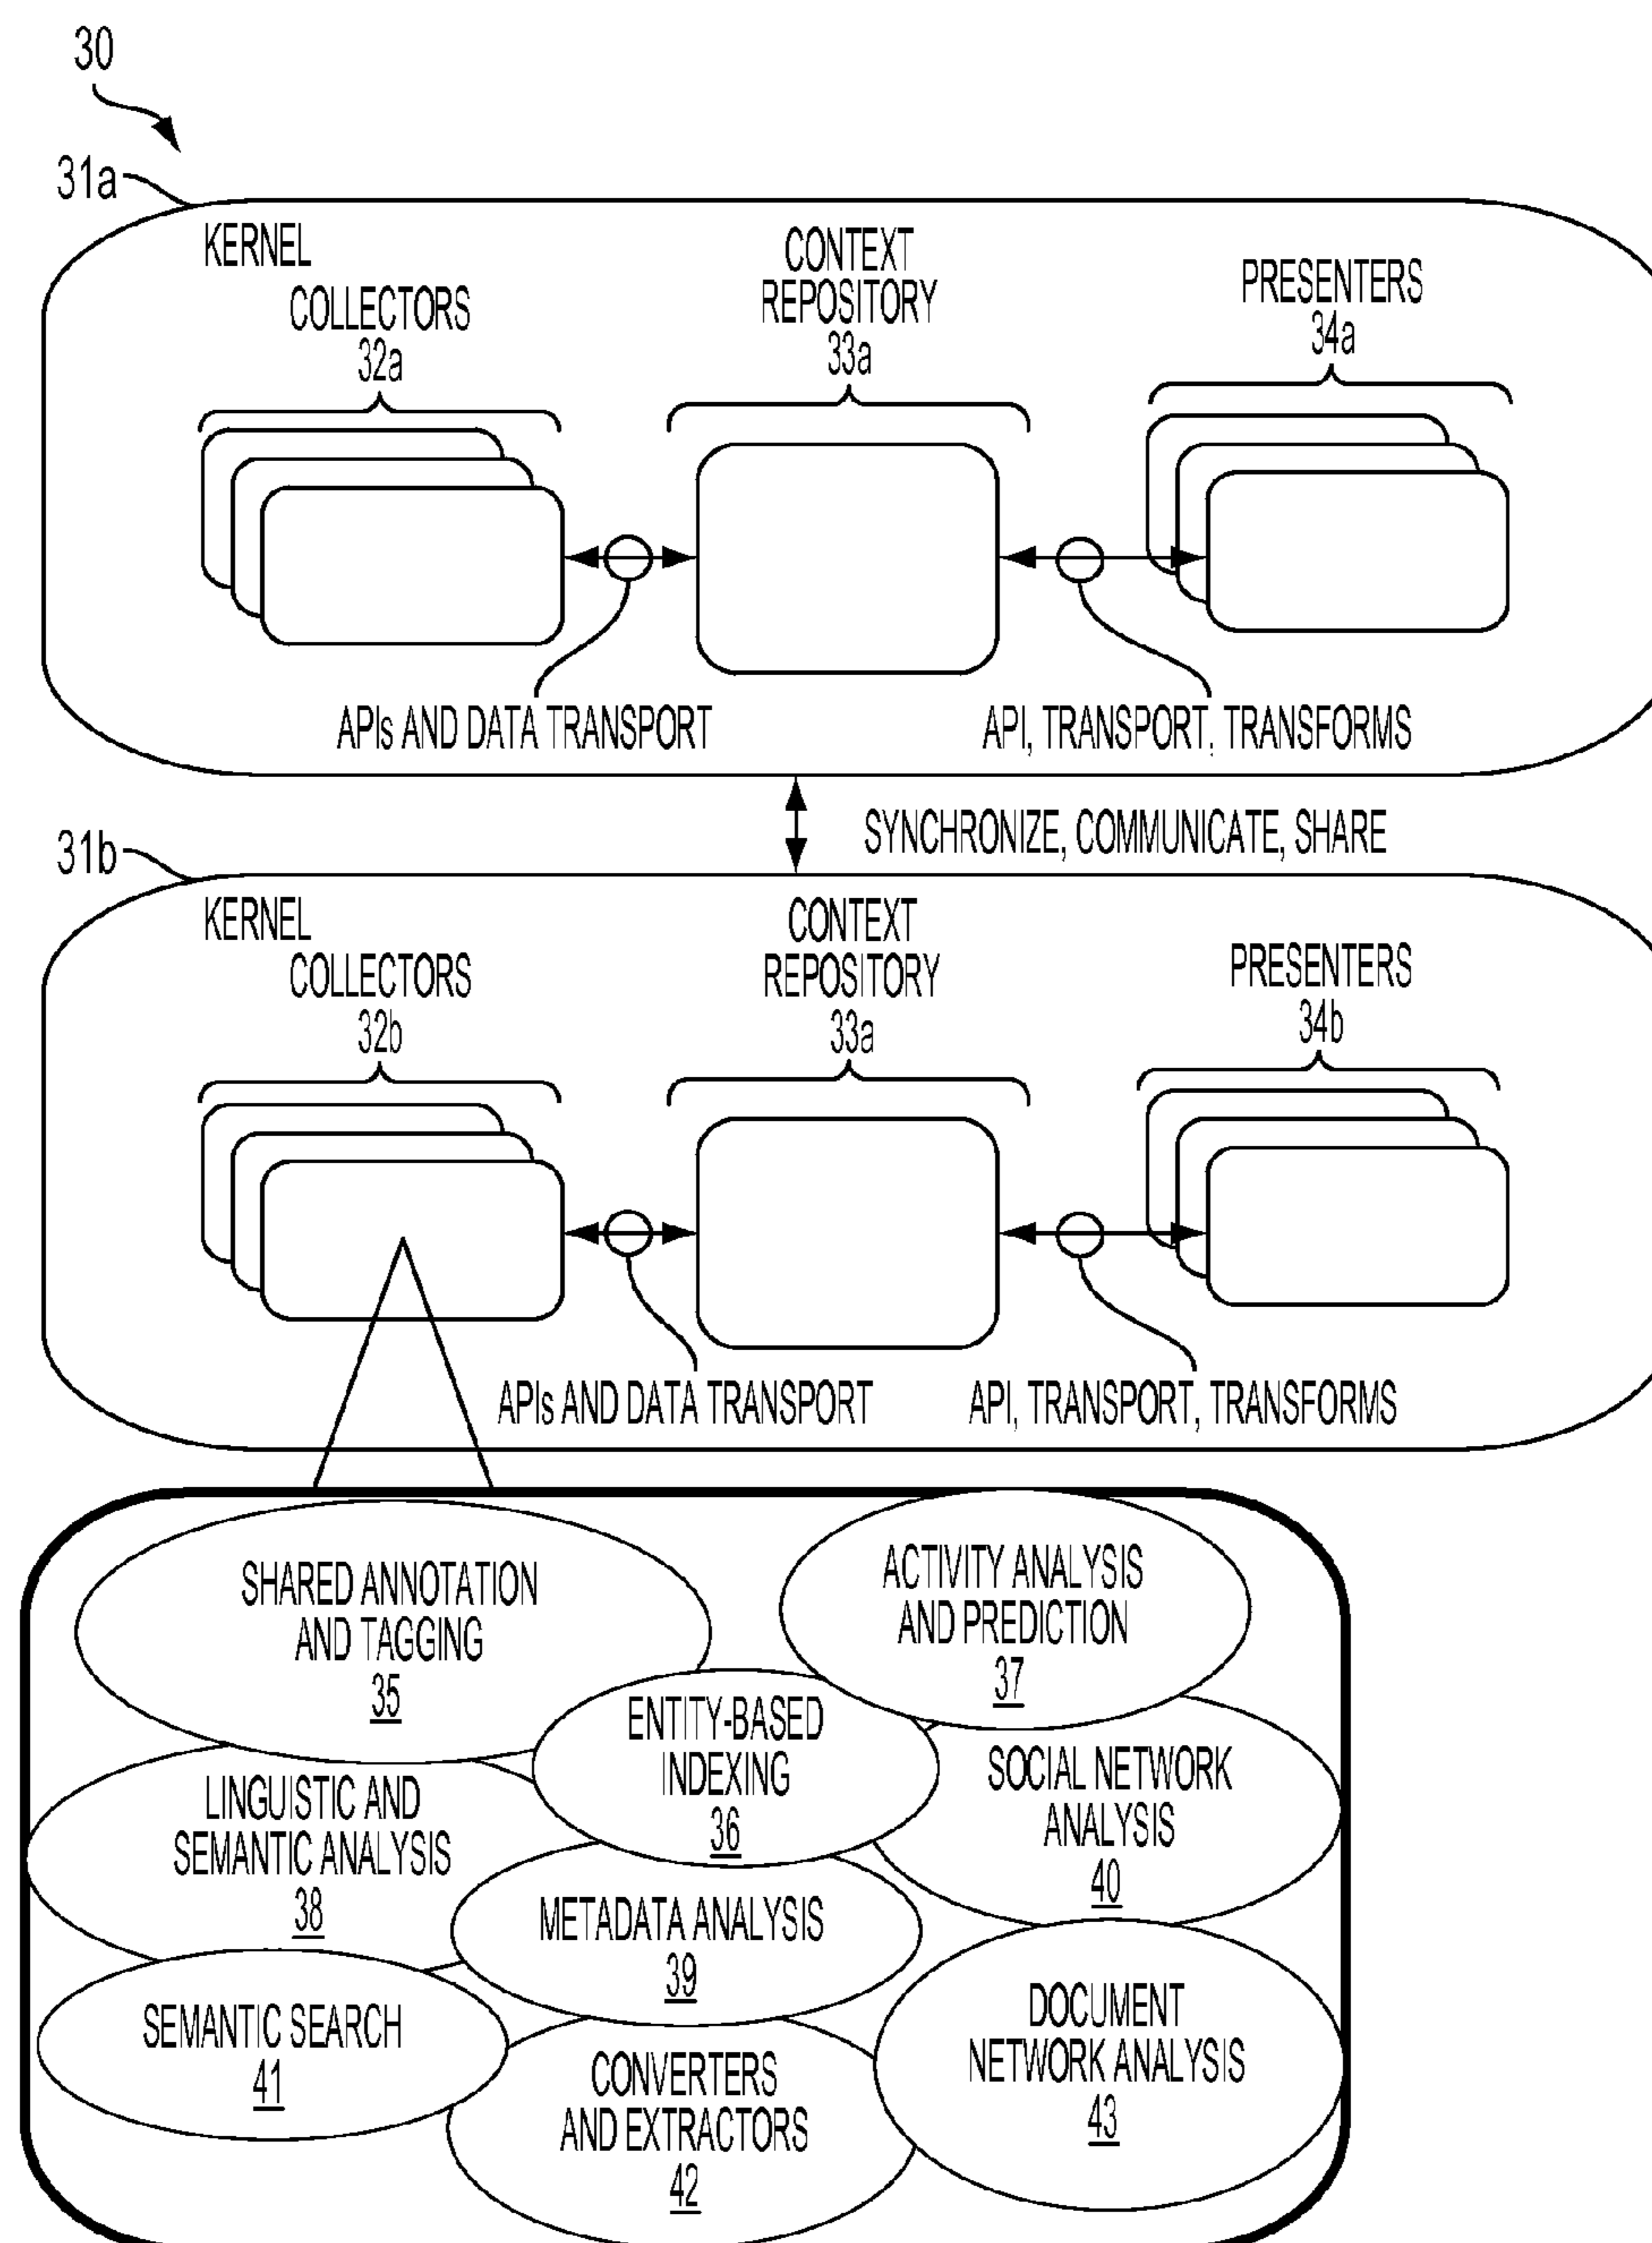 30
31a
KERNEL
COLLECTORS
32a
CONTEXT
REPOSITORY
33a
PRESENTERS
34a
APIs AND DATA TRANSPORT
API, TRANSPORT, TRANSFORMS
SYNCHRONIZE, COMMUNICATE, SHARE
31b
KERNEL
COLLECTORS
32b
CONTEXT
REPOSITORY
33a
PRESENTERS
34b
APIs AND DATA TRANSPORT
API, TRANSPORT, TRANSFORMS
SHARED ANNOTATION
AND TAGGING
35
ACTIVITY ANALYSIS
AND PREDICTION
37
ENTITY-BASED
INDEXING
36
LINGUISTIC AND
SEMANTIC ANALYSIS
38
SOCIAL NETWORK
ANALYSIS
40
METADATA ANALYSIS
39
SEMANTIC SEARCH
41
CONVERTERS
AND EXTRACTORS
42
DOCUMENT
NETWORK ANALYSIS
43